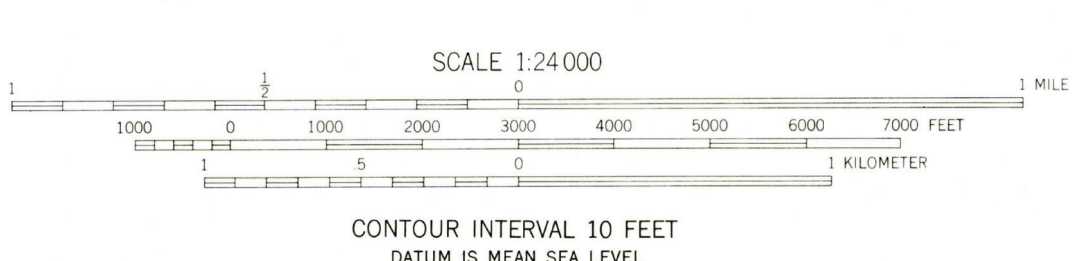 SCALE 1:24 000
1 1/2 0 1 MILE
1000 0 1000 2000 3000 4000 5000 6000 7000 FEET
1 .5 0 1 KILOMETER
CONTOUR INTERVAL 10 FEET
DATUM IS MEAN SEA LEVEL